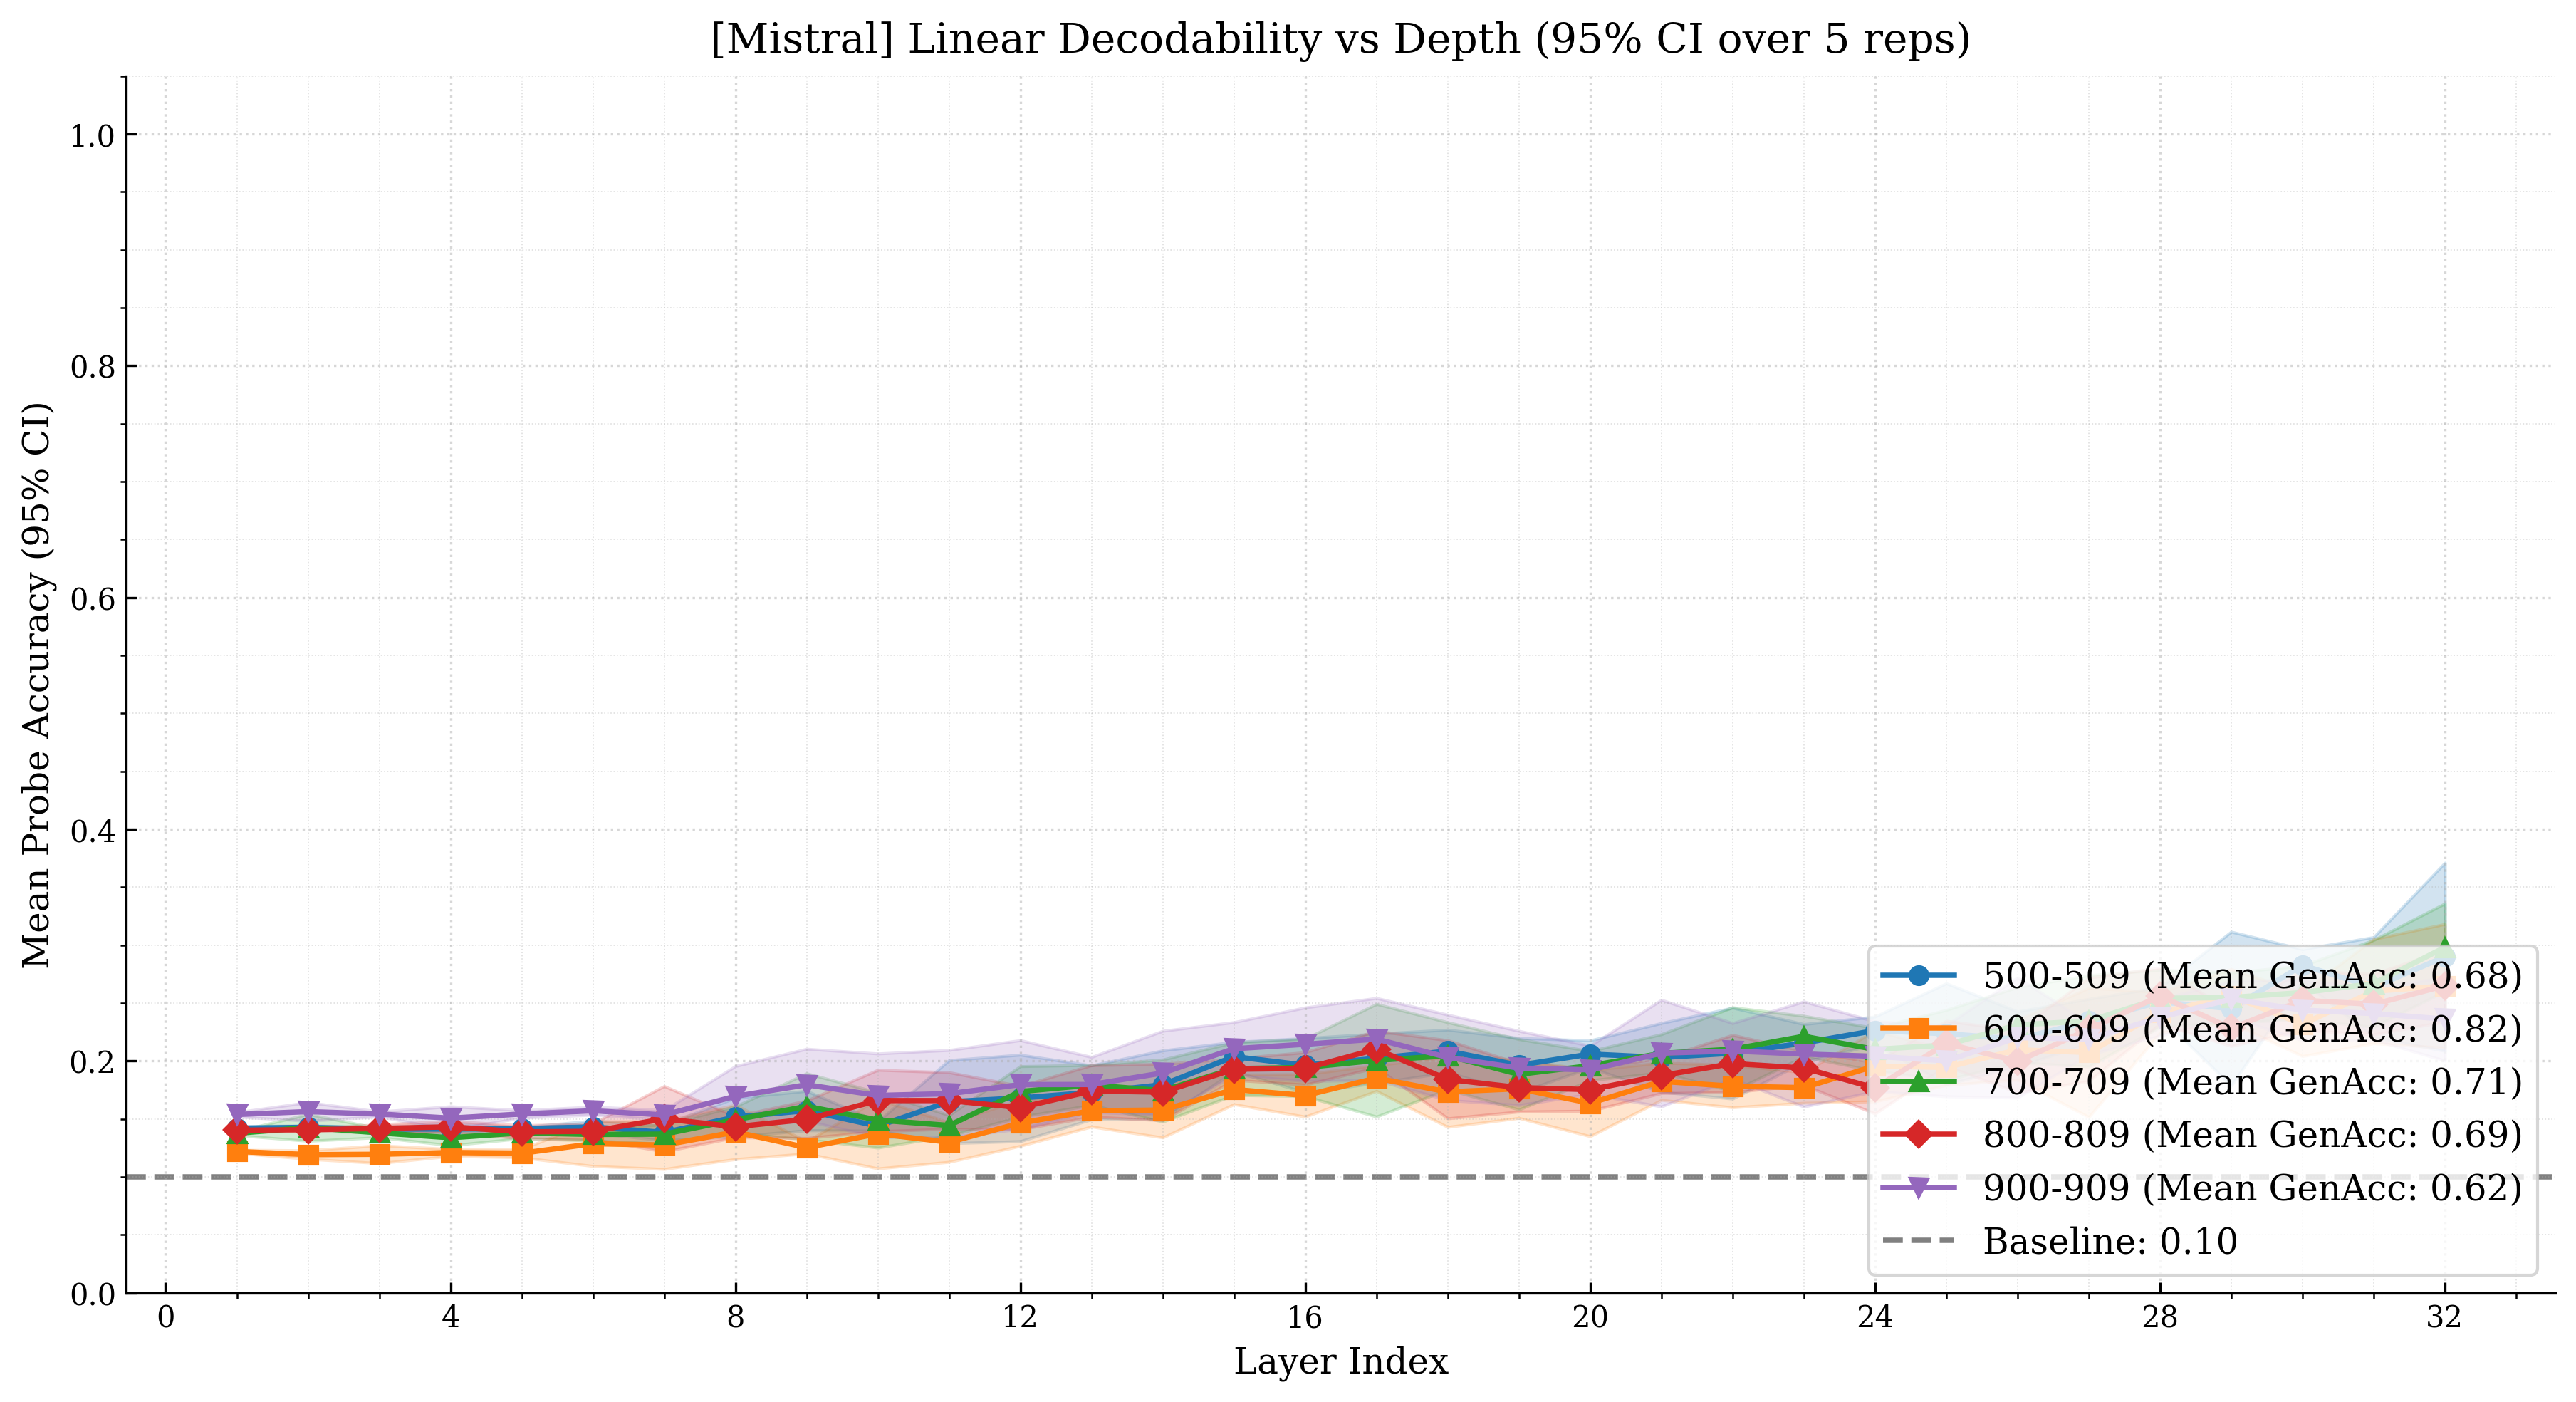 [Mistral] Linear Decodability vs Depth (95% CI over 5 reps)
Mean Probe Accuracy (95% CI)
1.0
0.8
0.6
0.4
0.2
0.0
500-509 (Mean GenAcc: 0.68)
600-609 (Mean GenAcc: 0.82)
700-709 (Mean GenAcc: 0.71)
800-809 (Mean GenAcc: 0.69)
900-909 (Mean GenAcc: 0.62)
Baseline: 0.10
0 4 8 12 16 20 24 28 32
Layer Index